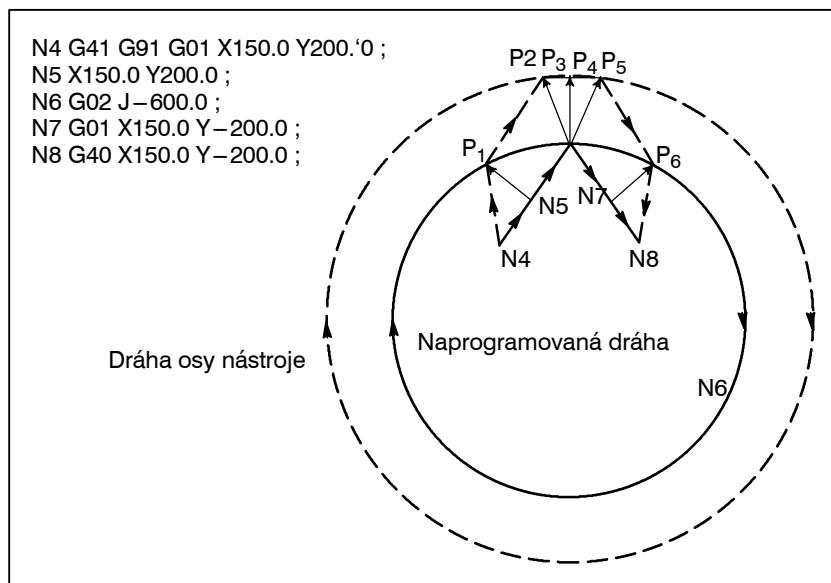 N4 G41 G91 G01 X150.0 Y200.‘0 ;
N5 X150.0 Y200.0 ;
N6 G02 J−600.0 ;
N7 G01 X150.0 Y−200.0 ;
N8 G40 X150.0 Y−200.0 ;
P2 P3 P4 P5
P1
P6
N5
N7
N4
N8
Naprogramovaná dráha
Dráha osy nástroje
N6